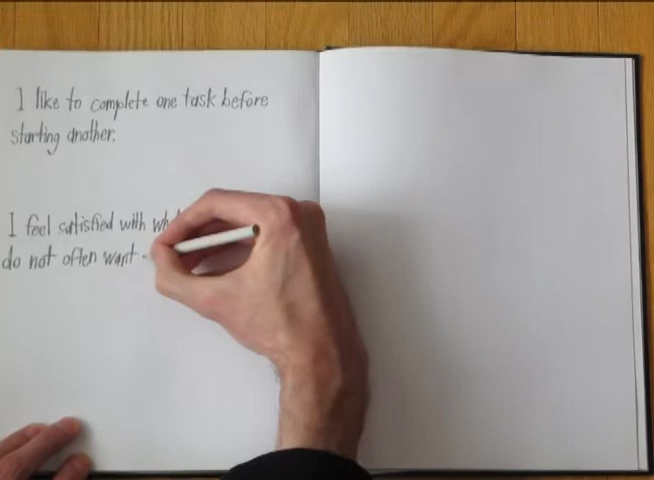 I like to complete one task before
starting another.
I feel satisfied with
do not often want